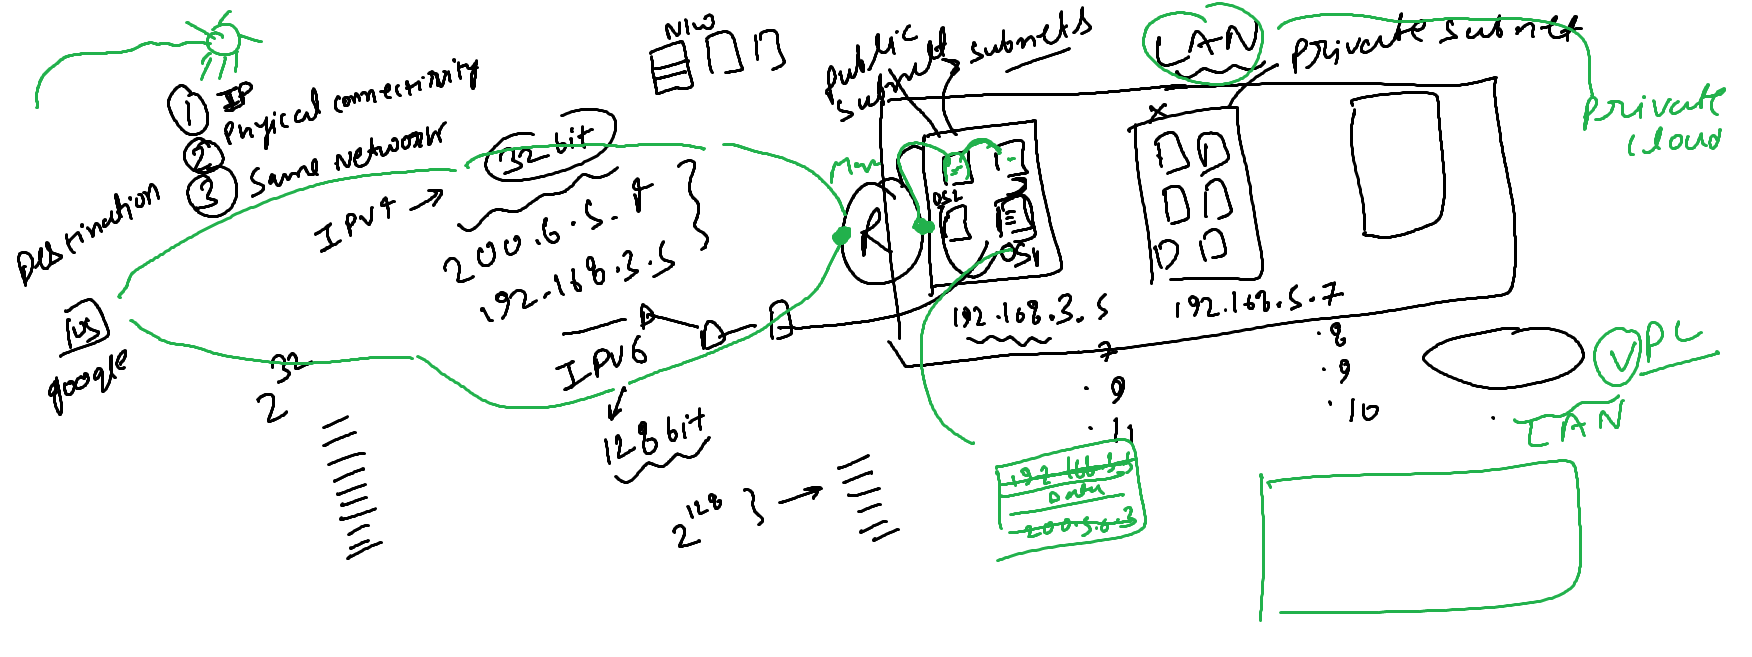 N/W
① IP
② Physical connectivity
③ Same Network
Destination
IPV4 →
32 bit
200.6.5.8
192.168.3.5
IPV6
128 bit
2^128 } →
2^32
google
Public
subnet
subnets
LAN
private subnet
private
cloud
R
OS2
OS1
X
192.168.3.5
7
.9
.11
192.168.5.7
.8
.9
.10
VPC
LAN
192.168.3.5
Data
200.5.6.3